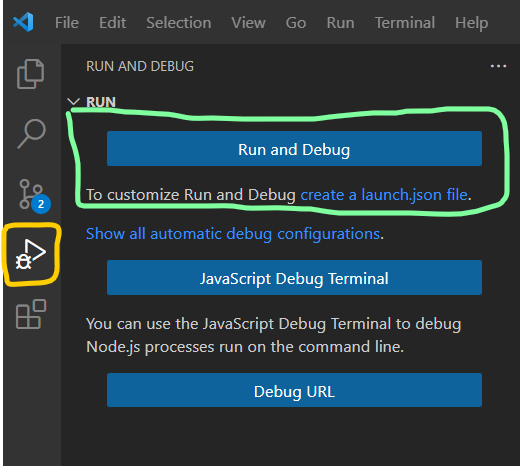 File Edit Selection View Go Run Terminal Help
RUN AND DEBUG ...
RUN
Run and Debug
To customize Run and Debug create a launch.json file.
2
Show all automatic debug configurations.
JavaScript Debug Terminal
You can use the JavaScript Debug Terminal to debug
Node.js processes run on the command line.
Debug URL